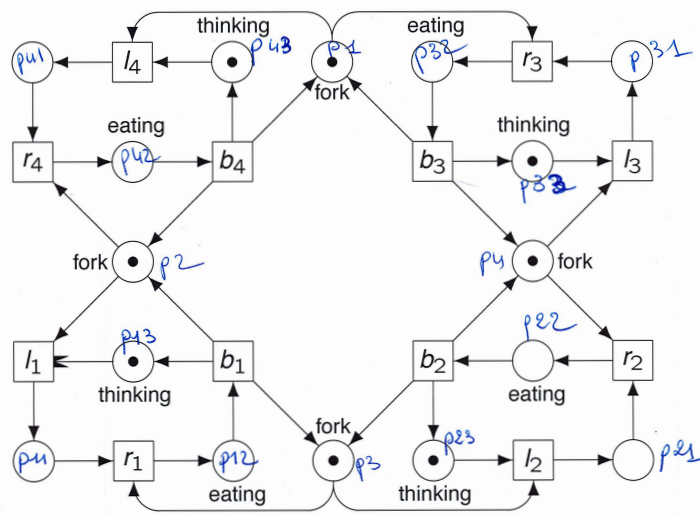 thinking eating
p41 l4 p43 p1 p32 r3 p31
fork
eating thinking
r4 p42 b4 b3 p33 l3
fork p2 p4 fork
p13 p22
l1 b1 b2 r2
thinking eating
fork p23
p11 r1 p12 p3 l2 p21
eating thinking